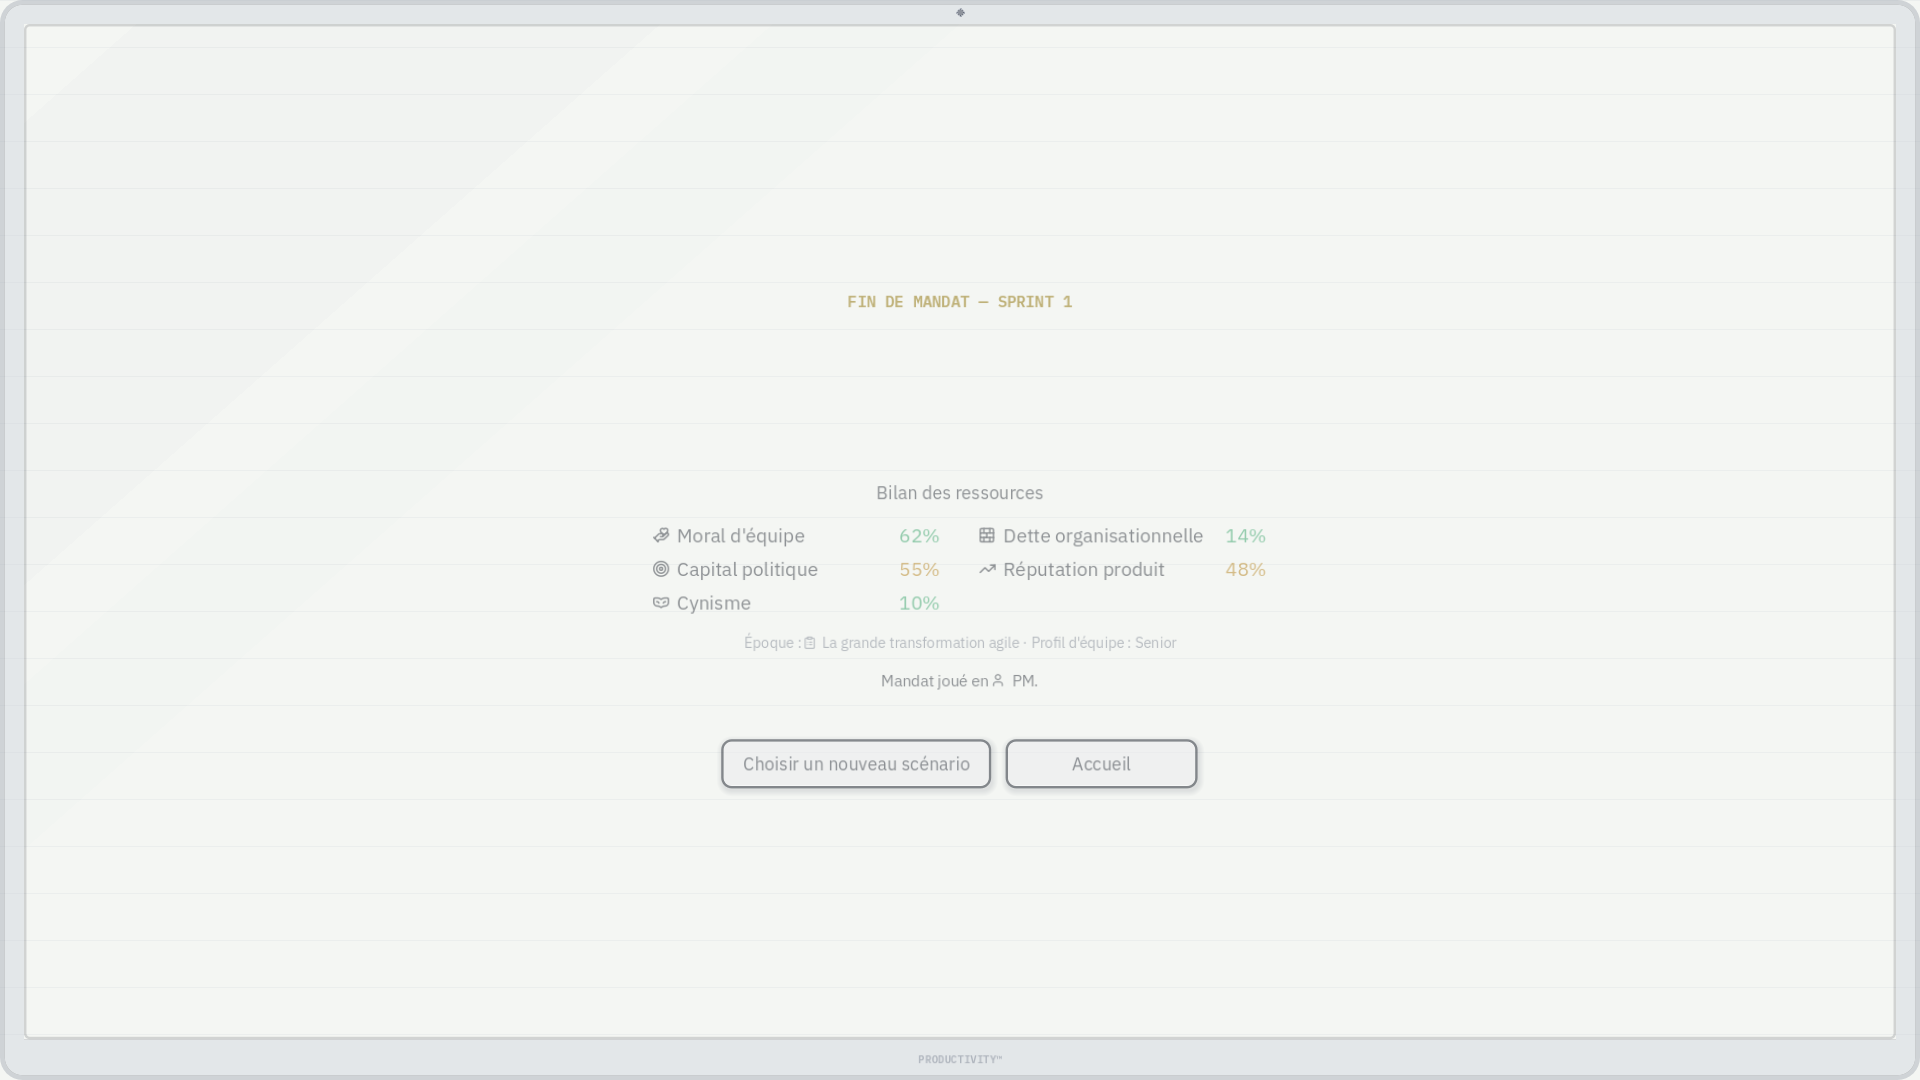 FIN DE MANDAT — SPRINT 1
Bilan des ressources
Moral d'équipe 62%
Dette organisationnelle 14%
Capital politique 55%
Réputation produit 48%
Cynisme 10%
Époque : La grande transformation agile · Profil d'équipe : Senior
Mandat joué en PM.
Choisir un nouveau scénario
Accueil
PRODUCTIVITY™